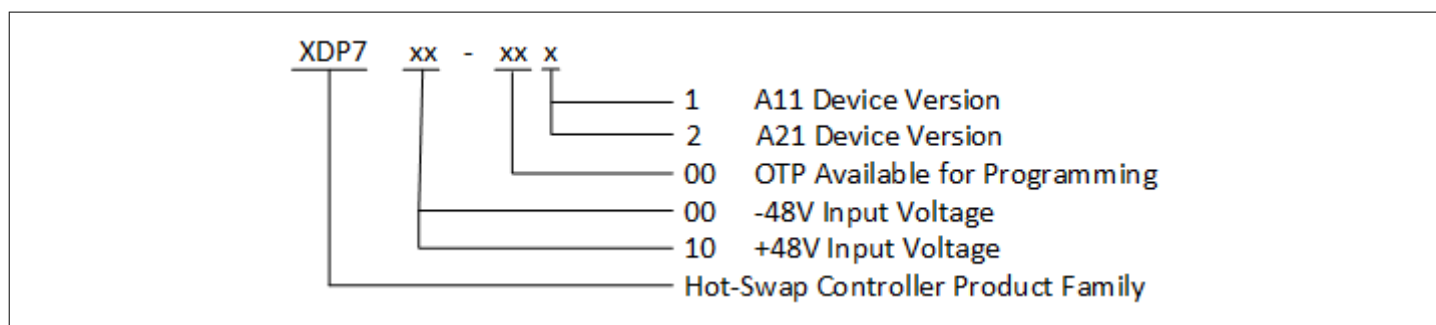 XDP7 xx - xx x
1 A11 Device Version
2 A21 Device Version
00 OTP Available for Programming
00 -48V Input Voltage
10 +48V Input Voltage
Hot-Swap Controller Product Family